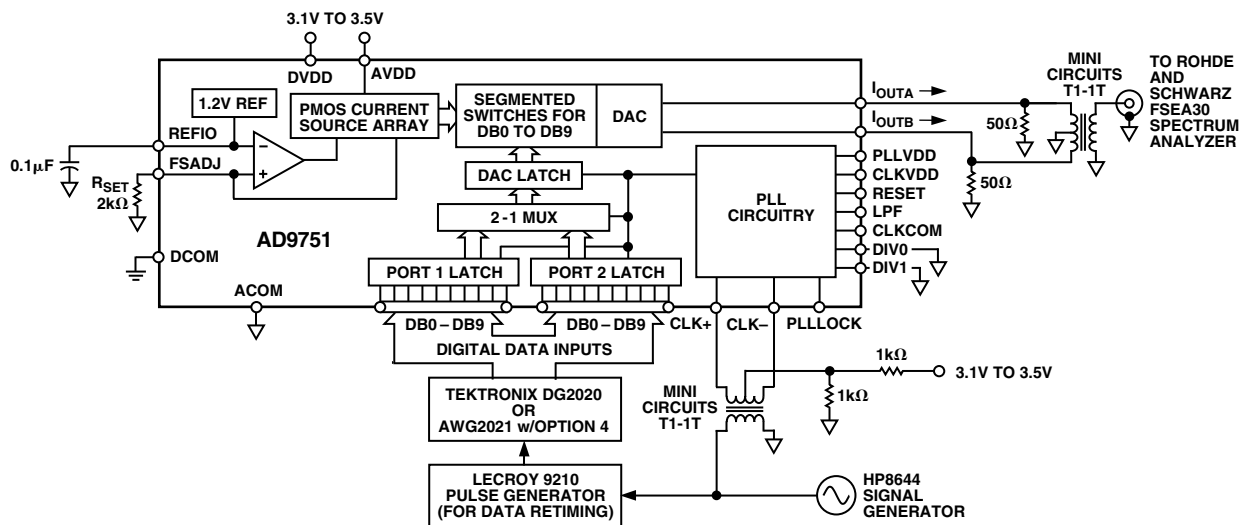 3.1V TO 3.5V
DVDD
AVDD
1.2V REF
PMOS CURRENT
SOURCE ARRAY
SEGMENTED
SWITCHES FOR
DB0 TO DB9
DAC
IOUTA
IOUTB
MINI
CIRCUITS
T1-1T
TO ROHDE
AND
SCHWARZ
FSEA30
SPECTRUM
ANALYZER
REFIO
FSADJ
0.1μF
RSET
2kΩ
−
+
50Ω
50Ω
DAC LATCH
2-1 MUX
PLL
CIRCUITRY
PLLVDD
CLKVDD
RESET
LPF
CLKCOM
DIV0
DIV1
AD9751
DCOM
ACOM
PORT 1 LATCH
PORT 2 LATCH
DB0–DB9
DB0–DB9
CLK+
CLK–
PLLLOCK
DIGITAL DATA INPUTS
TEKTRONIX DG2020
OR
AWG2021 w/OPTION 4
MINI
CIRCUITS
T1-1T
1kΩ
3.1V TO 3.5V
1kΩ
LECROY 9210
PULSE GENERATOR
(FOR DATA RETIMING)
HP8644
SIGNAL
GENERATOR